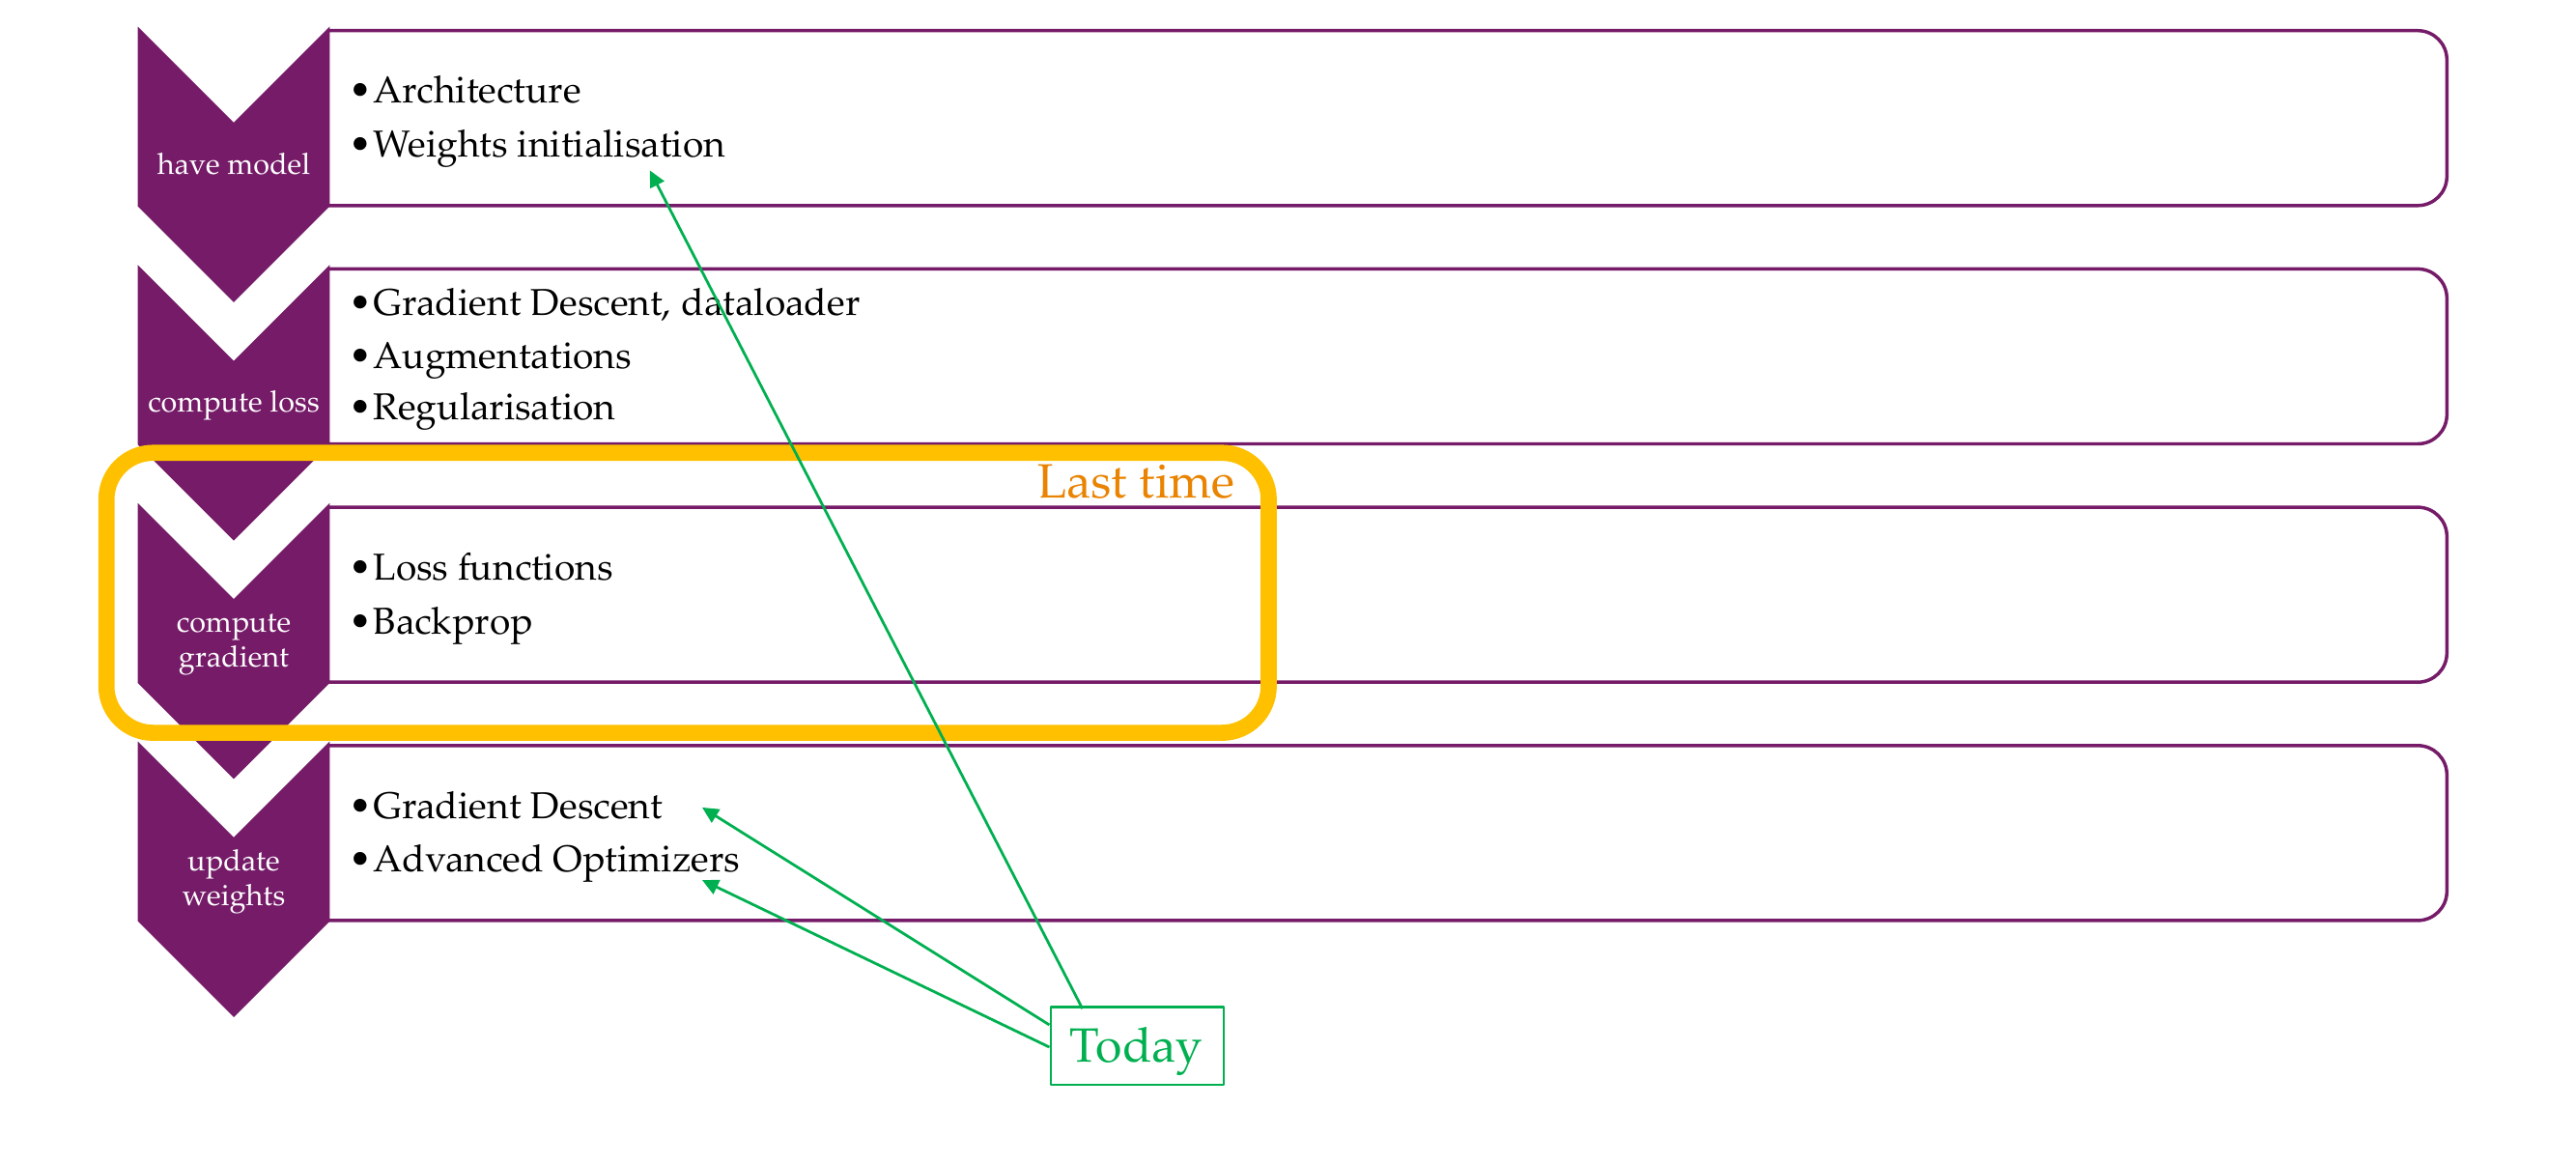 have model
•Architecture
•Weights initialisation
compute loss
•Gradient Descent, dataloader
•Augmentations
•Regularisation
Last time
compute
gradient
•Loss functions
•Backprop
update
weights
•Gradient Descent
•Advanced Optimizers
Today